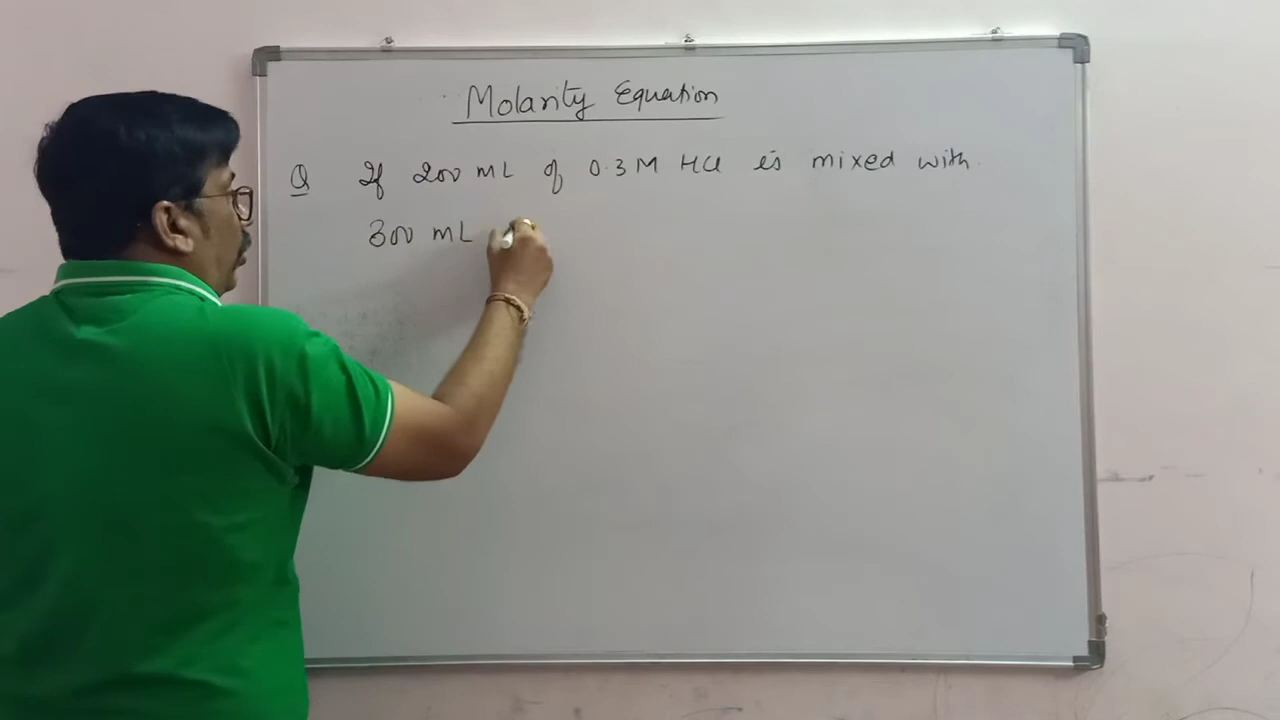 Molarity Equation
Q If 200 mL of 0.3 M HCl is mixed with
300 mL